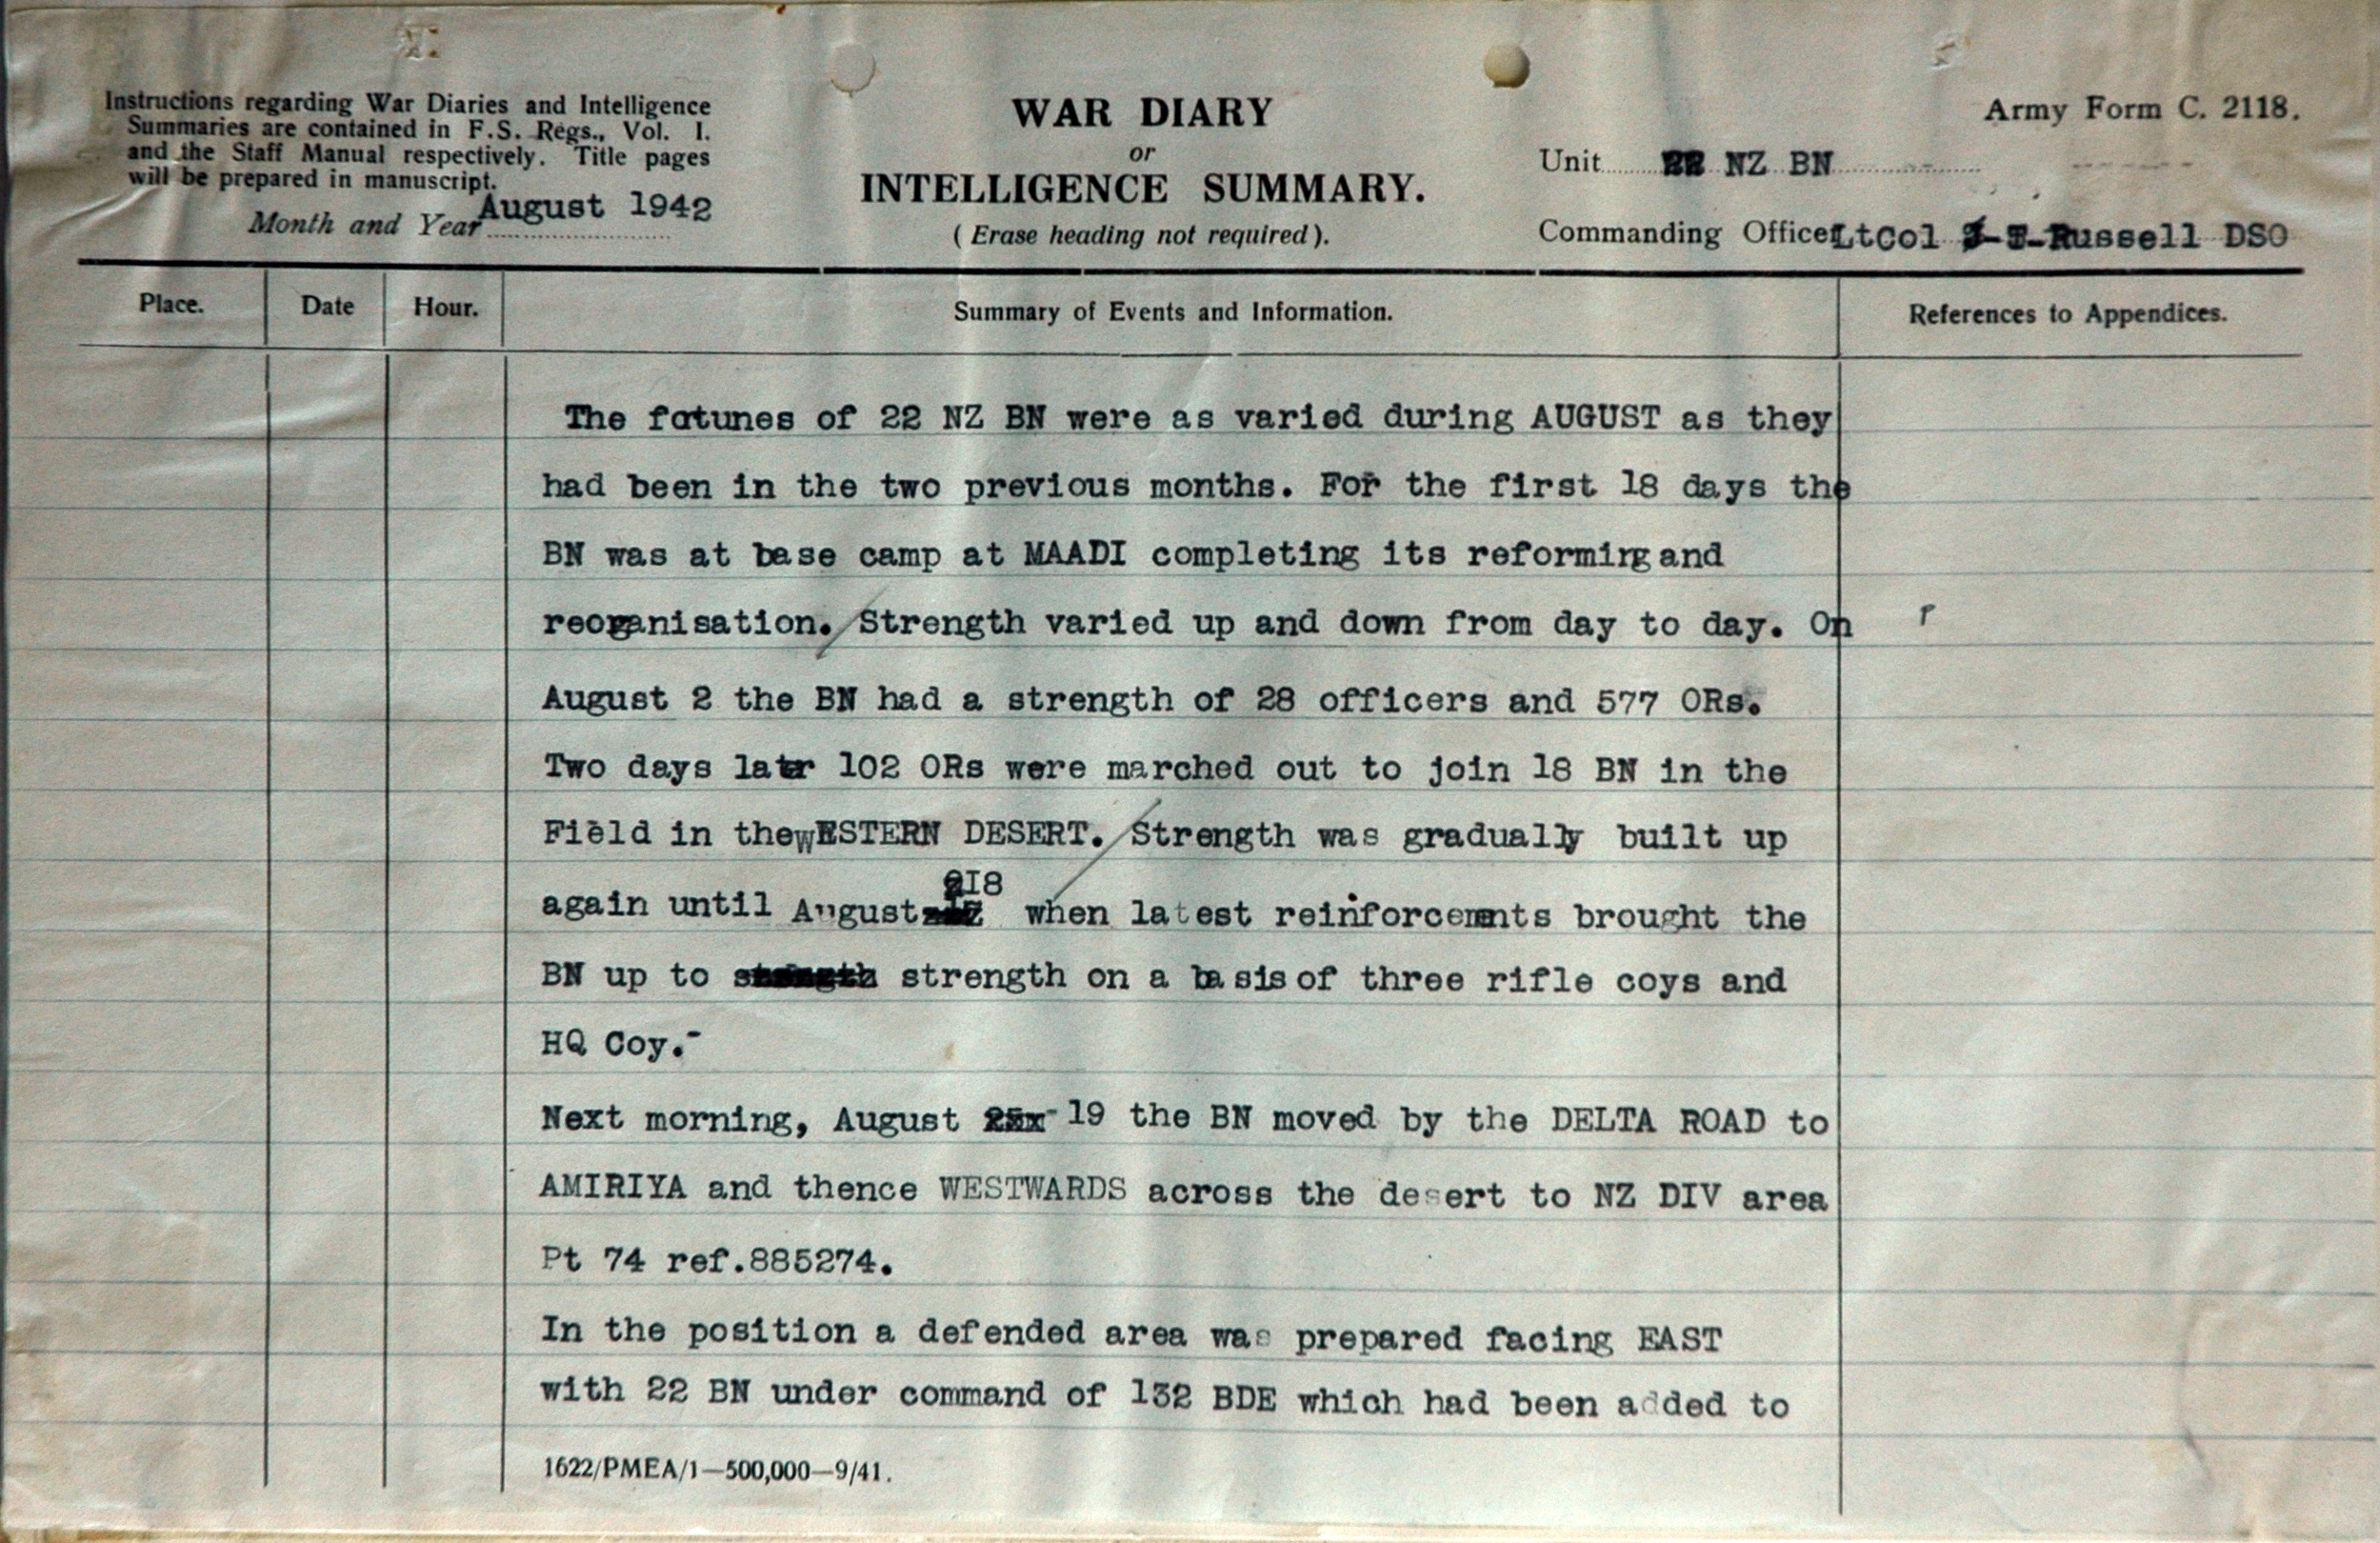 Instructions regarding War Diaries and Intelligence
Summaries are contained in F.S. Regs., Vol. I.
and the Staff Manual respectively. Title pages
will be prepared in manuscript.
Month and Year August 1942
WAR DIARY
or
INTELLIGENCE SUMMARY.
(Erase heading not required).
Army Form C. 2118.
Unit 22 NZ BN
Commanding Officer LtCol Russell DSO
Place. Date Hour. Summary of Events and Information. References to Appendices.
The fotunes of 22 NZ BN were as varied during AUGUST as they
had been in the two previous months. For the first 18 days the
BN was at base camp at MAADI completing its reforming and
reorganisation. Strength varied up and down from day to day. On r
August 2 the BN had a strength of 28 officers and 577 ORs.
Two days latr 102 ORs were marched out to join 18 BN in the
Field in the wESTERN DESERT. Strength was gradually built up
again until August I8 when latest reinforcemnts brought the
BN up to strength on a basis of three rifle coys and
HQ Coy.-
Next morning, August 19 the BN moved by the DELTA ROAD to
AMIRIYA and thence WESTWARDS across the desert to NZ DIV area
Pt 74 ref.885274.
In the position a defended area was prepared facing EAST
with 22 BN under command of 132 BDE which had been added to
1622/PMEA/1—500,000—9/41.